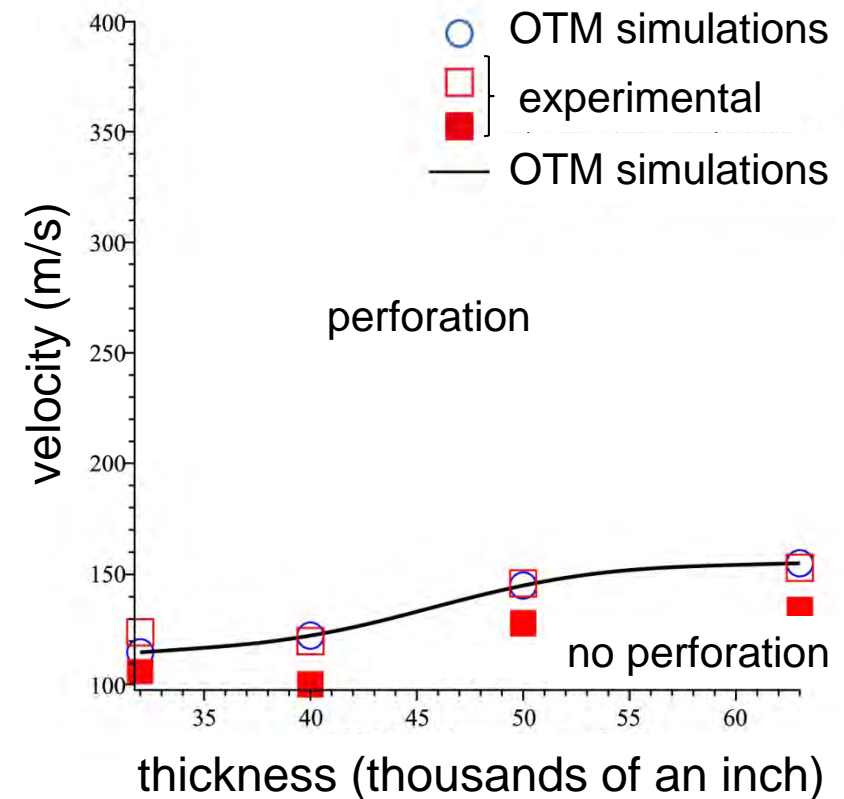 OTM simulations
experimental
OTM simulations
velocity (m/s)
400
350
300
250
200
150
100
perforation
no perforation
35 40 45 50 55 60
thickness (thousands of an inch)